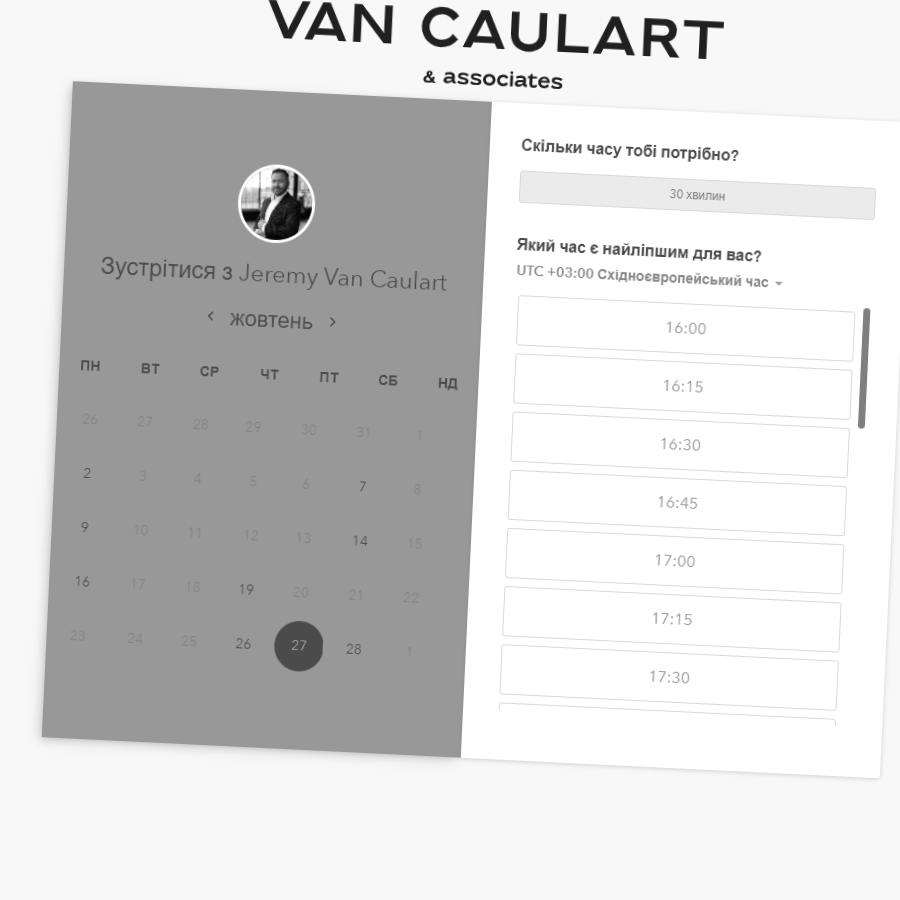 VAN CAULART
& associates
Зустрітися з Jeremy Van Caulart
жовтень
ПН ВТ СР ЧТ ПТ СБ НД
26 27 28 29 30 31 1
2 3 4 5 6 7 8
9 10 11 12 13 14 15
16 17 18 19 20 21 22
23 24 25 26 27 28 1
Скільки часу тобі потрібно?
30 хвилин
Який час є найліпшим для вас?
UTC +03:00 Східноєвропейський час
16:00
16:15
16:30
16:45
17:00
17:15
17:30